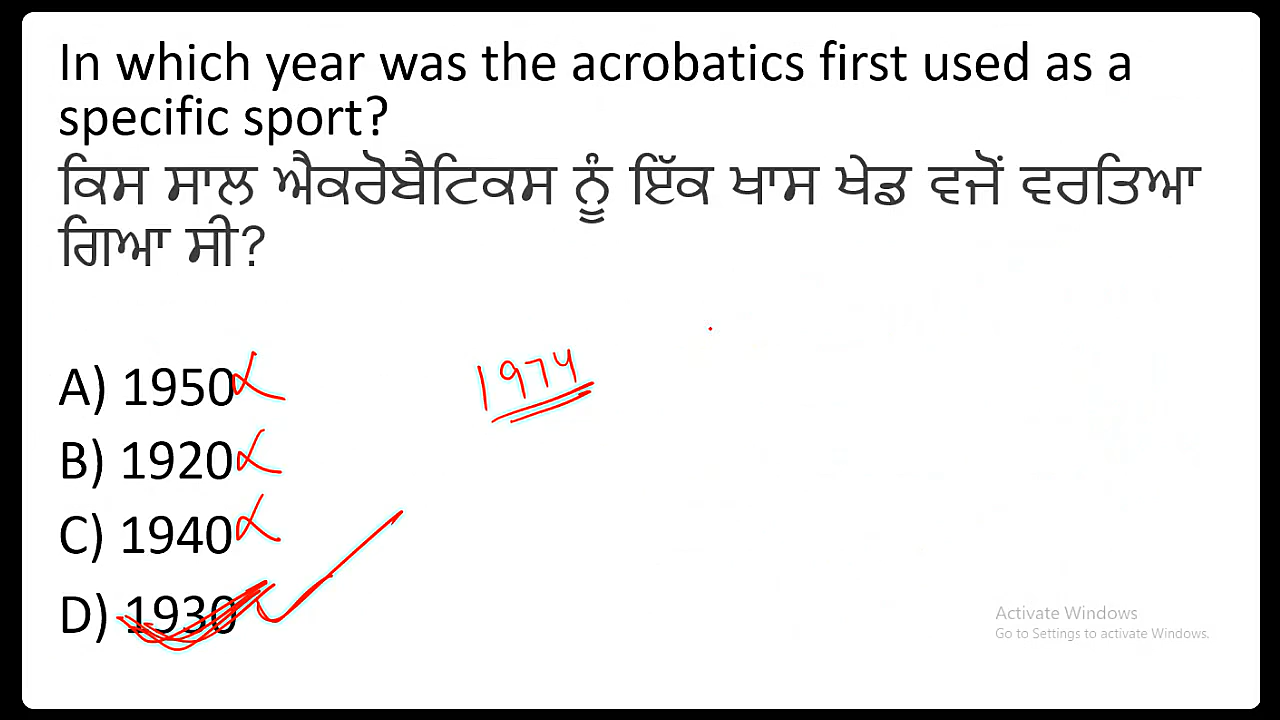 In which year was the acrobatics first used as a
specific sport?
ਕਿਸ ਸਾਲ ਐਕਰੋਬੈਟਿਕਸ ਨੂੰ ਇੱਕ ਖਾਸ ਖੇਡ ਵਜੋਂ ਵਰਤਿਆ
ਗਿਆ ਸੀ?
A) 1950
1974
B) 1920
C) 1940
D) 1930
Activate Windows
Go to Settings to activate Windows.